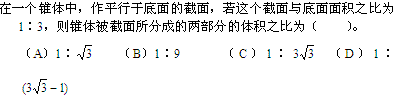 在一个锥体中，作平行于底面的截面，若这个截面与底面面积之比为
1∶3，则锥体被截面所分成的两部分的体积之比为（　　）。
（A）1∶√3　（B）1∶9　（C）1∶3√3　（D）1∶
(3√3−1)